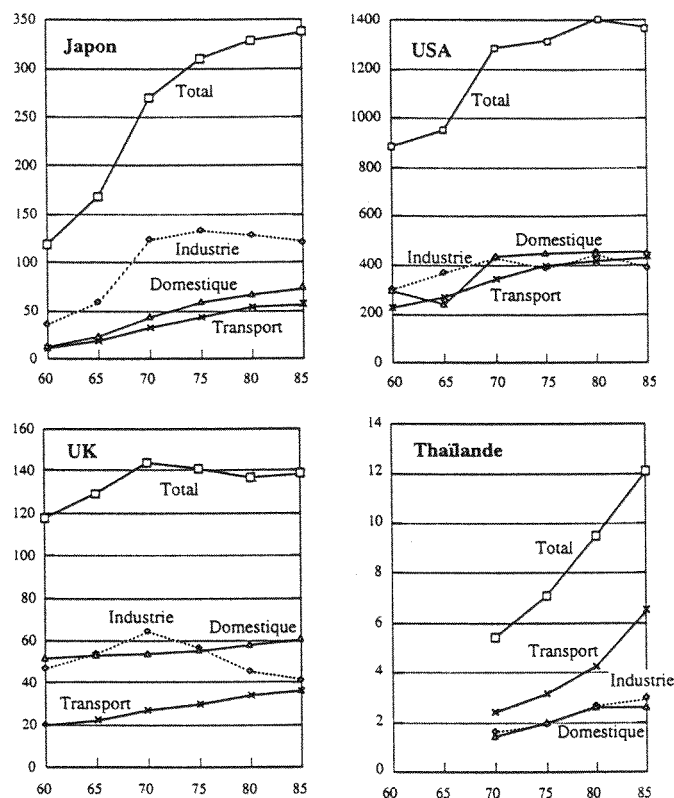 350
Japon
300
Total
250
200
150
Industrie
100
Domestique
50
Transport
0
60 65 70 75 80 85
1400
USA
1200
Total
1000
800
600
Domestique
Industrie
400
Transport
200
0
60 65 70 75 80 85
160
UK
140
Total
120
100
80
Industrie
Domestique
60
40
Transport
20
0
60 65 70 75 80 85
14
Thaïlande
12
10
Total
8
6
Transport
4
Industrie
2
Domestique
0
60 65 70 75 80 85